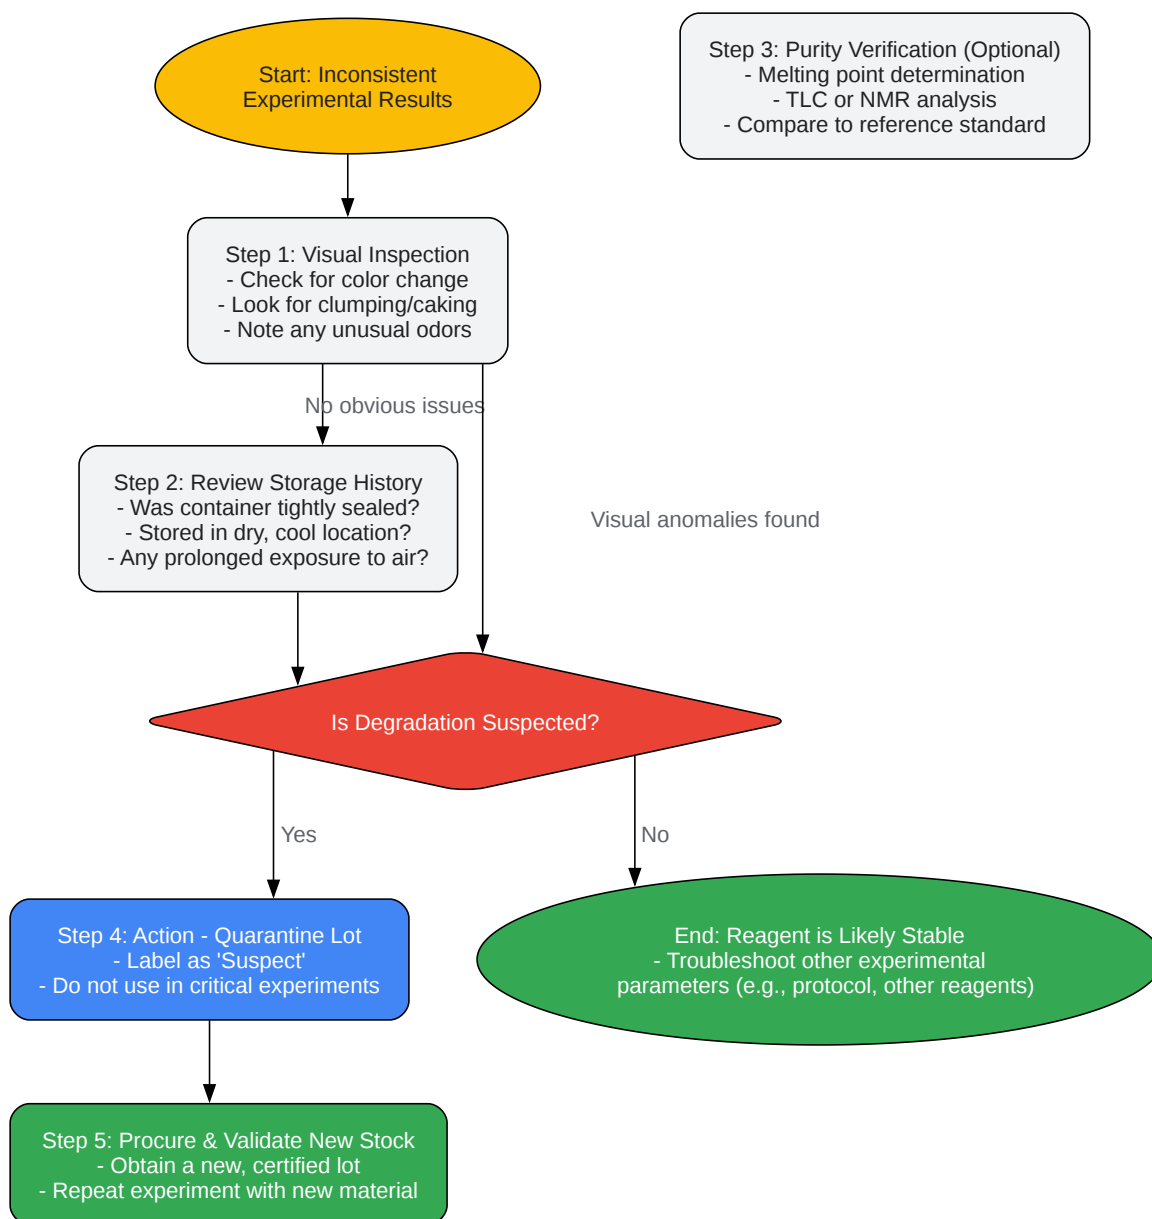 Start: Inconsistent
Experimental Results
Step 3: Purity Verification (Optional)
- Melting point determination
- TLC or NMR analysis
- Compare to reference standard
Step 1: Visual Inspection
- Check for color change
- Look for clumping/caking
- Note any unusual odors
No obvious issues
Step 2: Review Storage History
- Was container tightly sealed?
- Stored in dry, cool location?
- Any prolonged exposure to air?
Visual anomalies found
Is Degradation Suspected?
Yes
No
Step 4: Action - Quarantine Lot
- Label as 'Suspect'
- Do not use in critical experiments
End: Reagent is Likely Stable
- Troubleshoot other experimental
parameters (e.g., protocol, other reagents)
Step 5: Procure & Validate New Stock
- Obtain a new, certified lot
- Repeat experiment with new material